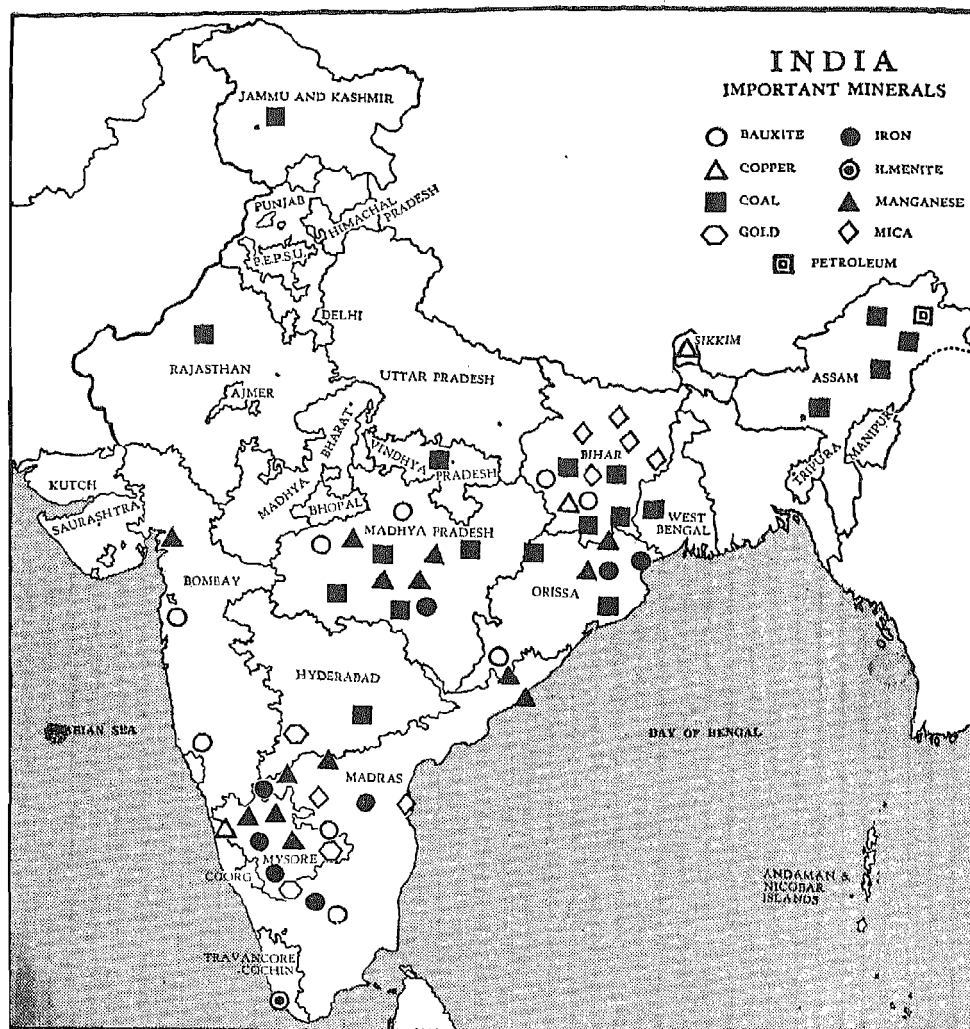 INDIA
IMPORTANT MINERALS
BAUXITE
IRON
COPPER
ILMENITE
COAL
MANGANESE
GOLD
MICA
PETROLEUM
JAMMU AND KASHMIR
PUNJAB
HIMACHAL
PRADESH
P.E.P.S.U.
DELHI
RAJASTHAN
AJMER
UTTAR PRADESH
SIKKIM
ASSAM
MANIPUR
TRIPURA
BIHAR
WEST
BENGAL
VINDHYA
PRADESH
MADHYA
BHARAT
BHOPAL
KUTCH
SAURASHTRA
MADHYA PRADESH
BOMBAY
ORISSA
HYDERABAD
BAY OF BENGAL
SEA
MADRAS
MYSORE
COORG
ANDAMAN &
NICOBAR
ISLANDS
TRAVANCORE
COCHIN